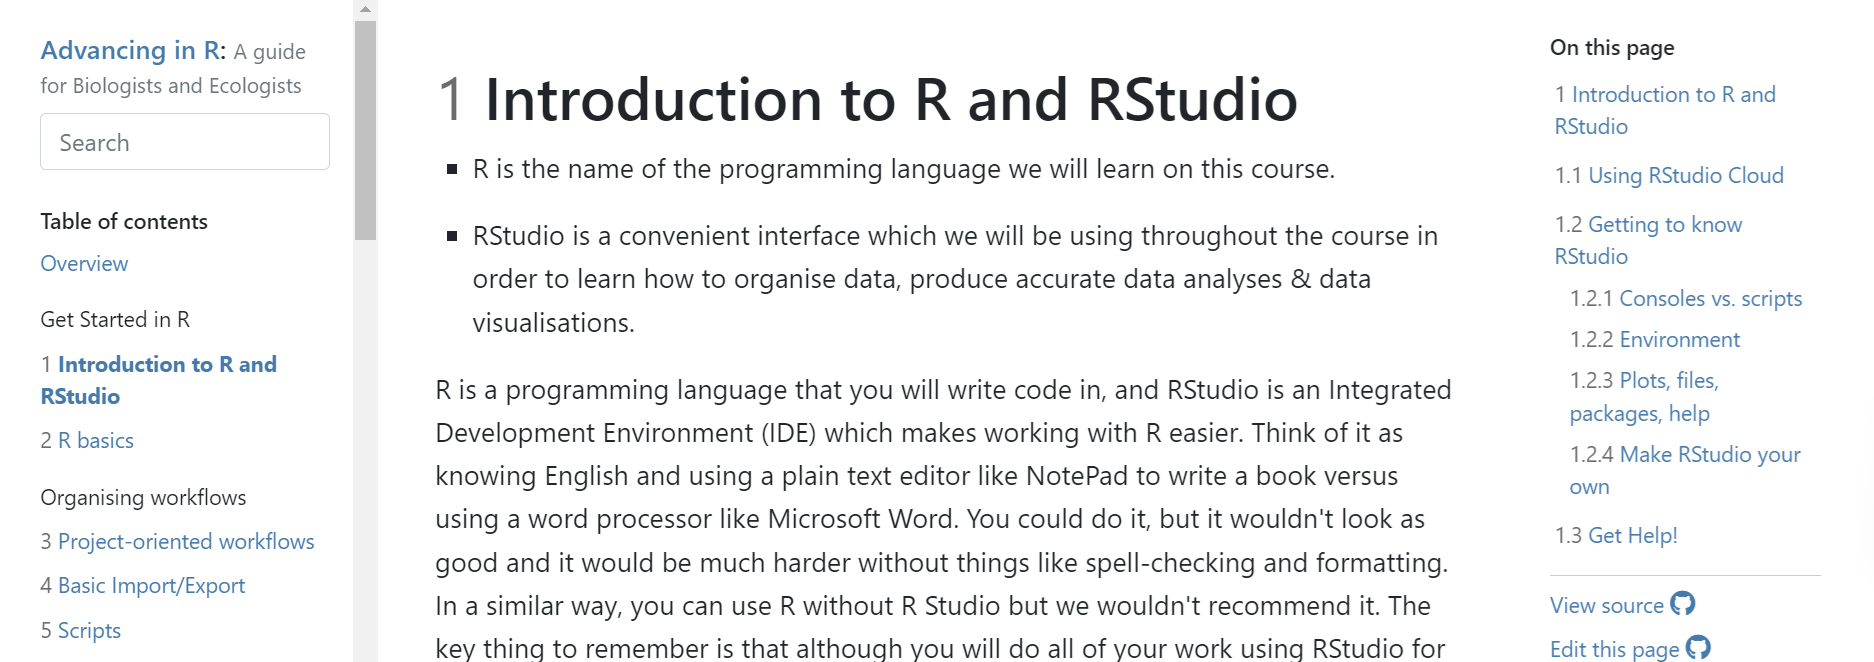 Advancing in R: A guide
for Biologists and Ecologists
Search
Table of contents
Overview
Get Started in R
1 Introduction to R and
RStudio
2 R basics
Organising workflows
3 Project-oriented workflows
4 Basic Import/Export
5 Scripts
1 Introduction to R and RStudio
▪ R is the name of the programming language we will learn on this course.
▪ RStudio is a convenient interface which we will be using throughout the course in
order to learn how to organise data, produce accurate data analyses & data
visualisations.
R is a programming language that you will write code in, and RStudio is an Integrated
Development Environment (IDE) which makes working with R easier. Think of it as
knowing English and using a plain text editor like NotePad to write a book versus
using a word processor like Microsoft Word. You could do it, but it wouldn't look as
good and it would be much harder without things like spell-checking and formatting.
In a similar way, you can use R without R Studio but we wouldn't recommend it. The
key thing to remember is that although you will do all of your work using RStudio for
On this page
1 Introduction to R and
RStudio
1.1 Using RStudio Cloud
1.2 Getting to know
RStudio
1.2.1 Consoles vs. scripts
1.2.2 Environment
1.2.3 Plots, files,
packages, help
1.2.4 Make RStudio your
own
1.3 Get Help!
View source
Edit this page